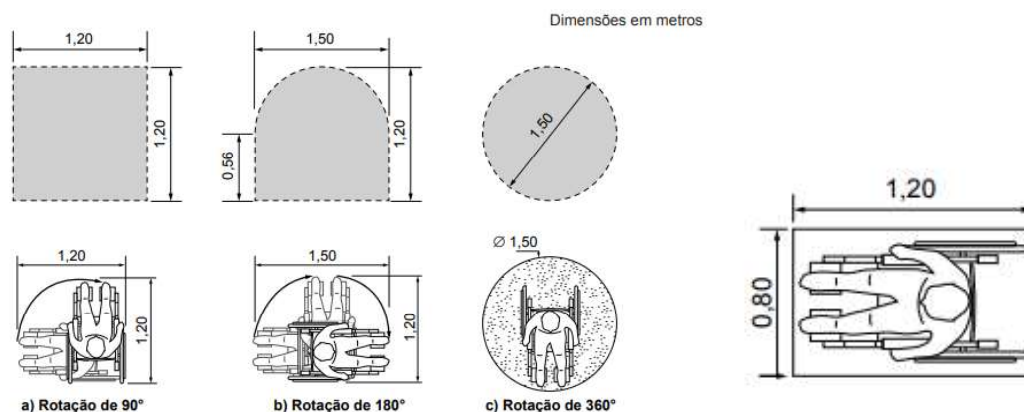 Dimensões em metros
1,20
1,20
1,50
0,56
1,20
1,50
1,20
1,20
1,50
1,20
Ø 1,50
a) Rotação de 90°
b) Rotação de 180°
c) Rotação de 360°
1,20
0,80